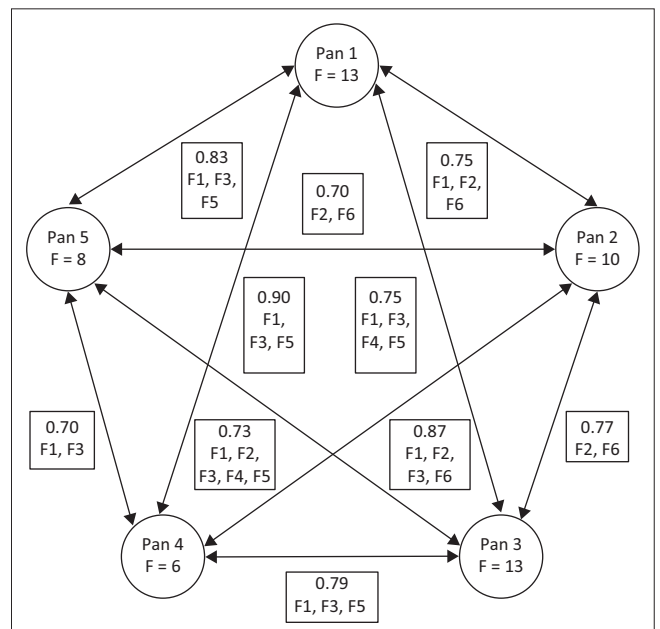 Pan 1
F = 13
0.83
F1, F3,
F5
0.75
F1, F2,
F6
0.70
F2, F6
Pan 5
F = 8
Pan 2
F = 10
0.90
F1,
F3, F5
0.75
F1, F3,
F4, F5
0.70
F1, F3
0.73
F1, F2,
F3, F4, F5
0.87
F1, F2,
F3, F6
0.77
F2, F6
Pan 4
F = 6
Pan 3
F = 13
0.79
F1, F3, F5